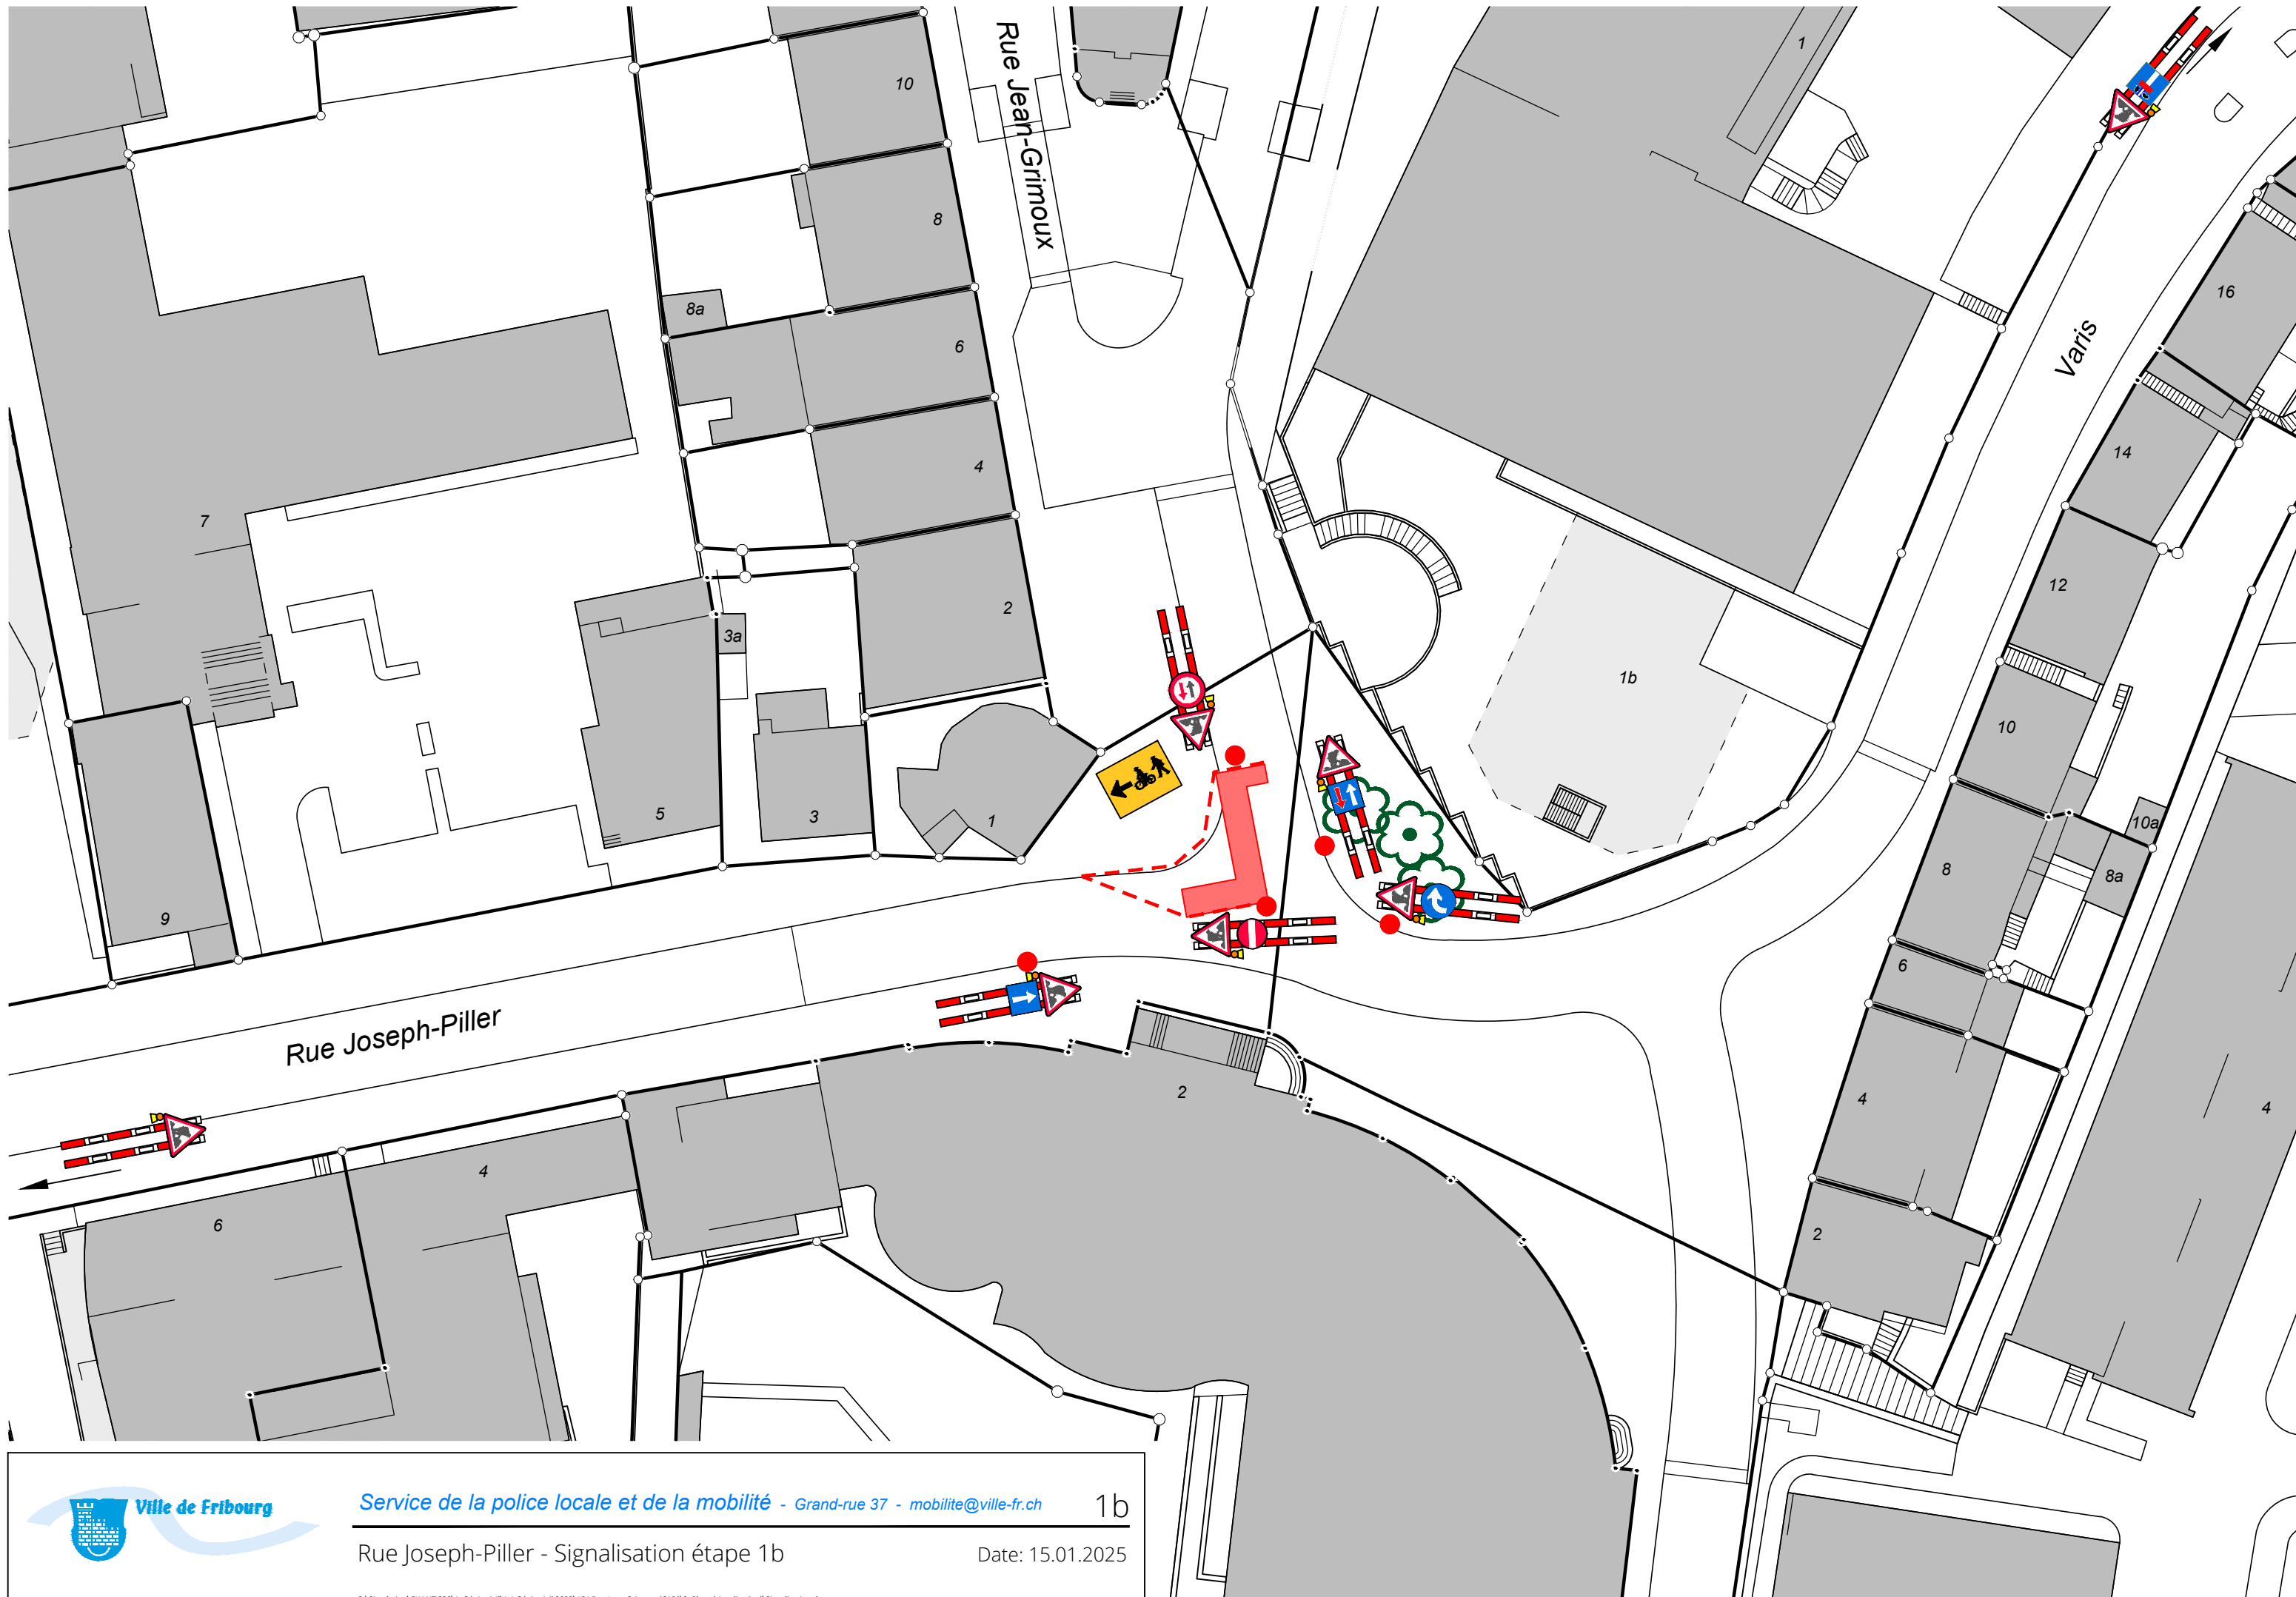 1
10
Rue Jean-Grimoux
8
8a
6
16
Varis
4
14
7
12
2
3a
1b
10
5
3
1
10a
8
8a
9
6
Rue Joseph-Piller
2
4
4
4
6
2
Ville de Fribourg
Service de la police locale et de la mobilité - Grand-rue 37 - mobilite@ville-fr.ch
1b
Rue Joseph-Piller - Signalisation étape 1b
Date: 15.01.2025